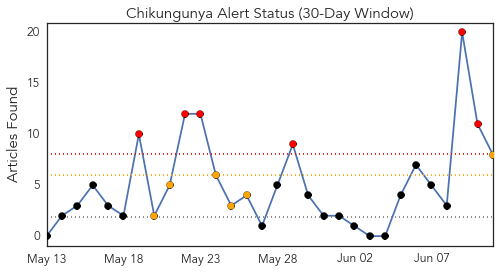 Chikungunya Alert Status (30-Day Window)
Articles Found
20
15
10
5
0
May 13
May 18
May 23
May 28
Jun 02
Jun 07